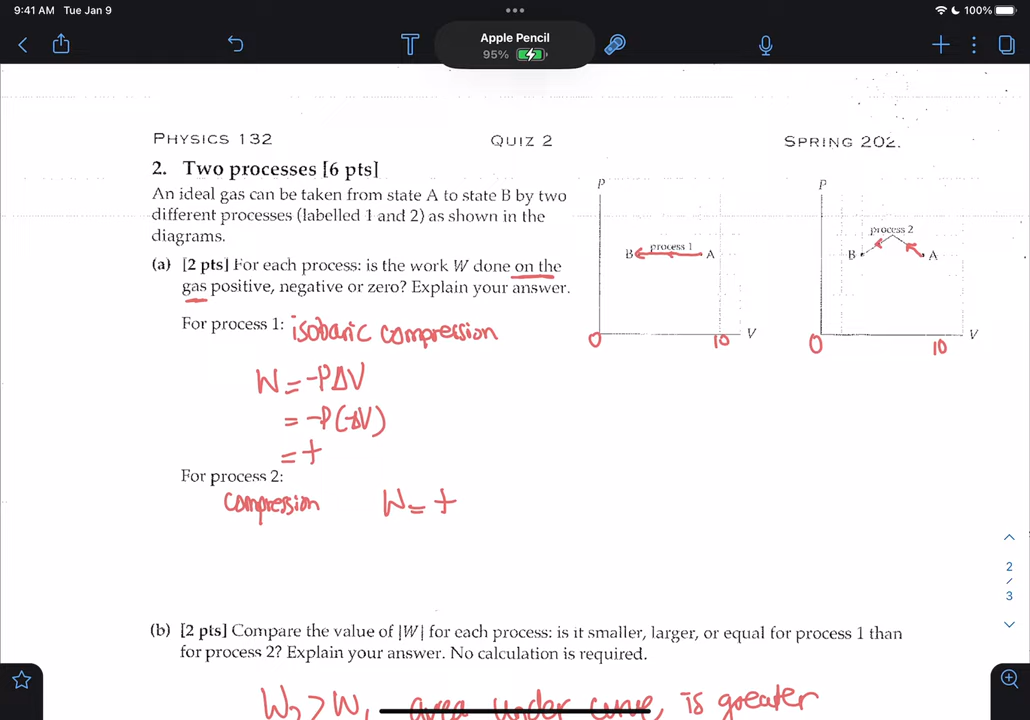 9:41 AM Tue Jan 9
100%
Apple Pencil
95%
PHYSICS 132
QUIZ 2
SPRING 202.
2. Two processes [6 pts]
An ideal gas can be taken from state A to state B by two
different processes (labelled 1 and 2) as shown in the
diagrams.
(a) [2 pts] For each process: is the work W done on the
gas positive, negative or zero? Explain your answer.
P
process 1
B
A
0
10
V
P
process 2
B
A
0
10
V
For process 1: isobaric compression
W = -PΔV
= -P(-ΔV)
= +
For process 2:
compression W = +
(b) [2 pts] Compare the value of |W| for each process: is it smaller, larger, or equal for process 1 than
for process 2? Explain your answer. No calculation is required.
W2 > W1 area under curve is greater
2
/
3